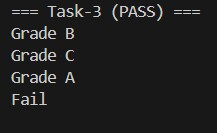 === Task-3 (PASS) ===
Grade B
Grade C
Grade A
Fail